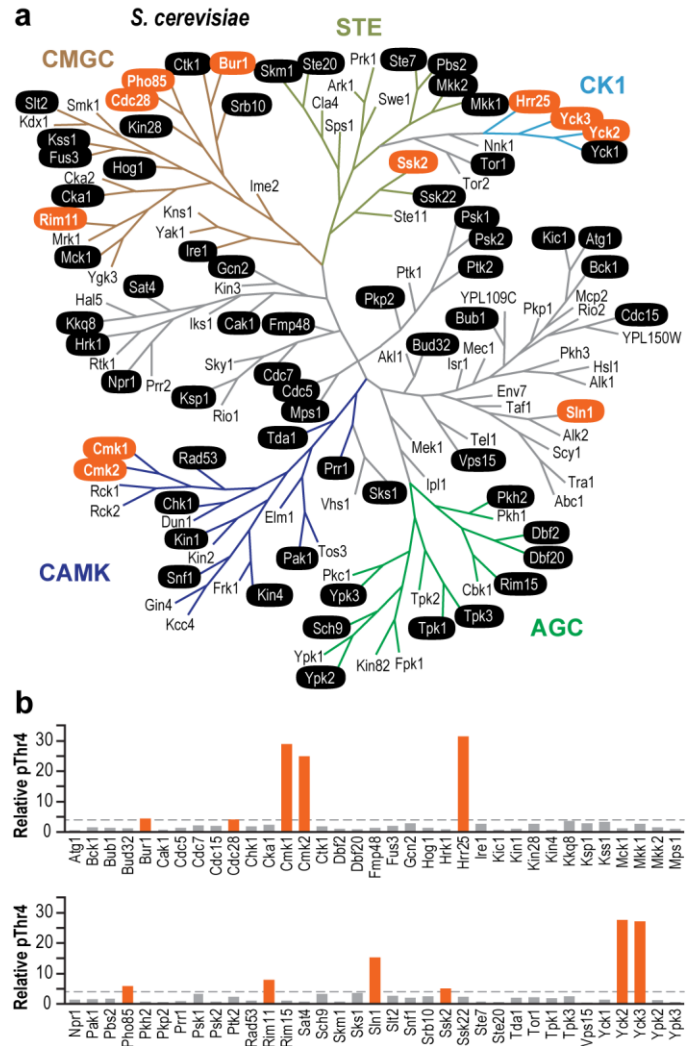 a S. cerevisiae
STE
CMGC
Ctk1 Bur1
Pho85
Cdc28
Skm1 Ste20
Prk1
Ste7 Pbs2
Ark1
Mkk2
Cla4
Swe1
Mkk1
Sps1
CK1
Hrr25
Yck3
Yck2
Yck1
Slt2 Smk1
Kdx1
Kin28
Srb10
Kss1
Fus3
Hog1
Cka2
Cka1
Ime2
Rim11
Mrk1
Mck1
Ygk3
Kns1
Yak1
Ire1
Nnk1
Tor1
Tor2
Ssk2
Ssk22
Ste11
Psk1
Psk2
Ptk2
Ptk1
Pkp2
Kic1 Atg1
Bck1
Gcn2
Kin3
Sat4
Hal5
Kkq8
Hrk1
Rtk1
Npr1
Prr2
Iks1 Cak1 Fmp48
Sky1
Ksp1
Rio1
Cdc7
Cdc5
Mps1
YPL109C
Bub1
Pkp1
Mcp2
Rio2
Cdc15
YPL150W
Bud32
Akl1
Isr1
Mec1
Pkh3
Hsl1
Alk1
Env7
Taf1
Sln1
Alk2
Scy1
Tra1
Abc1
Tel1
Vps15
Mek1
Ipl1
Tda1
Prr1
Vhs1
Sks1
Cmk1
Cmk2
Rck1
Rck2
Rad53
Chk1
Dun1
Kin1
Kin2
Snf1
Gin4
Kcc4
Frk1
Kin4
Elm1
Pak1
Tos3
CAMK
Pkh2
Pkh1
Dbf2
Dbf20
Rim15
Cbk1
Pkc1
Ypk3
Tpk2
Tpk3
Tpk1
Sch9
Ypk1
Ypk2
Kin82
Fpk1
AGC
b
Relative pThr4
30
20
10
0
Atg1 Bck1 Bub1 Bud32 Bur1 Cak1 Cdc5 Cdc7 Cdc15 Cdc28 Chk1 Cka1 Cmk1 Cmk2 Ctk1 Dbf2 Dbf20 Fmp48 Fus3 Gcn2 Hog1 Hrk1 Hrr25 Ire1 Kic1 Kin1 Kin28 Kin4 Kkq8 Ksp1 Kss1 Mck1 Mkk1 Mkk2 Mps1
Relative pThr4
30
20
10
0
Npr1 Pak1 Pbs2 Pho85 Pkh2 Pkp2 Prr1 Psk1 Psk2 Ptk2 Rad53 Rim11 Rim15 Sat4 Sch9 Skm1 Sks1 Sln1 Slt2 Snf1 Srb10 Ssk2 Ssk22 Ste7 Ste20 Tda1 Tor1 Tpk1 Tpk3 Vps15 Yck1 Yck2 Yck3 Ypk2 Ypk3